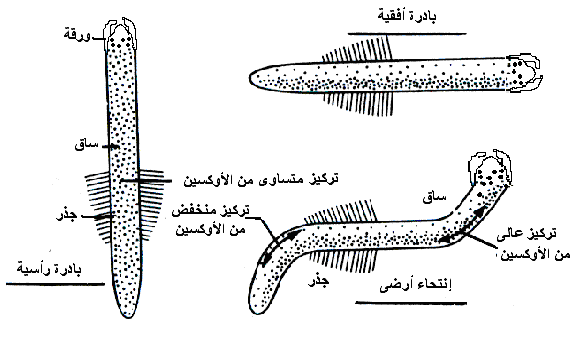 ورقة
ساق
تركيز متساوى من الأوكسين
جذر
بادرة رأسية
بادرة أفقية
ساق
تركيز منخفض
من الأوكسين
تركيز عالى
من الأوكسين
جذر
إنتحاء أرضى